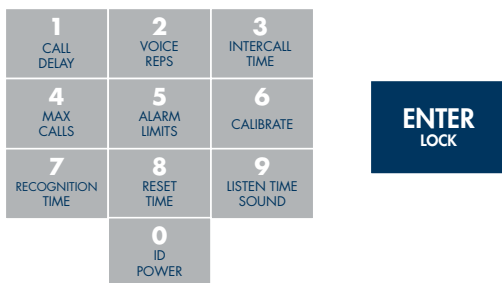 1
CALL
DELAY
2
VOICE
REPS
3
INTERCALL
TIME
4
MAX
CALLS
5
ALARM
LIMITS
6
CALIBRATE
ENTER
LOCK
7
RECOGNITION
TIME
8
RESET
TIME
9
LISTEN TIME
SOUND
0
ID
POWER